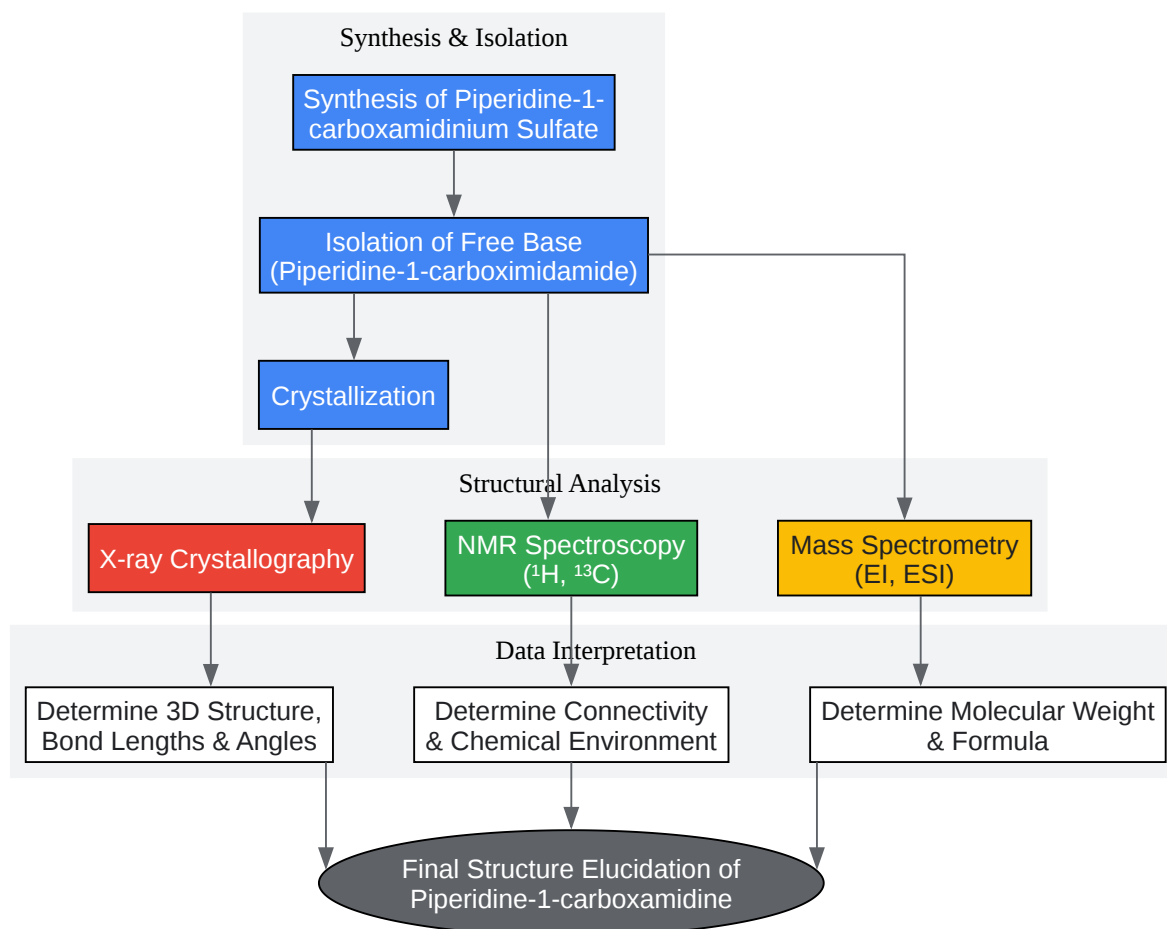 Synthesis & Isolation
Synthesis of Piperidine-1-
carboxamidinium Sulfate
Isolation of Free Base
(Piperidine-1-carboximidamide)
Crystallization
Structural Analysis
X-ray Crystallography
NMR Spectroscopy
(¹H, ¹³C)
Mass Spectrometry
(EI, ESI)
Data Interpretation
Determine 3D Structure,
Bond Lengths & Angles
Determine Connectivity
& Chemical Environment
Determine Molecular Weight
& Formula
Final Structure Elucidation of
Piperidine-1-carboxamidine